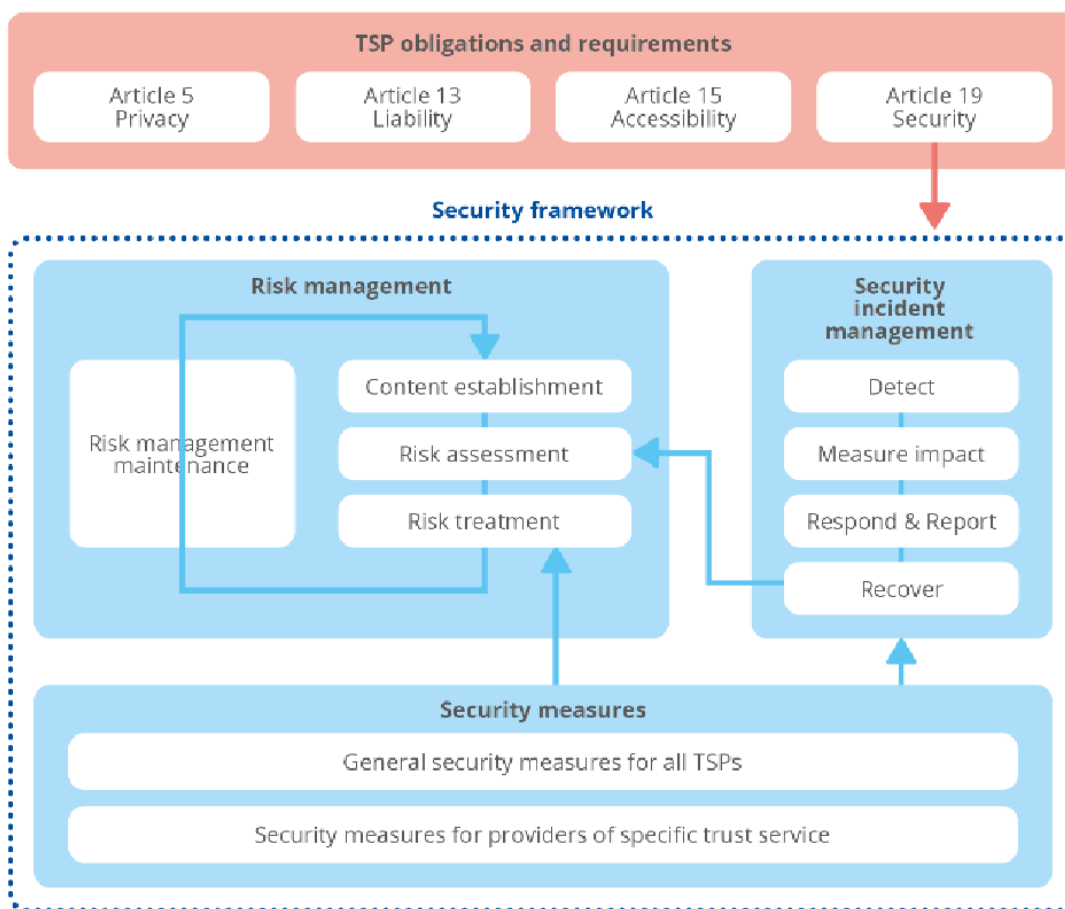 TSP obligations and requirements
Article 5
Privacy
Article 13
Liability
Article 15
Accessibility
Article 19
Security
Security framework
Risk management
Risk management
maintenance
Content establishment
Risk assessment
Risk treatment
Security
incident
management
Detect
Measure impact
Respond & Report
Recover
Security measures
General security measures for all TSPs
Security measures for providers of specific trust service